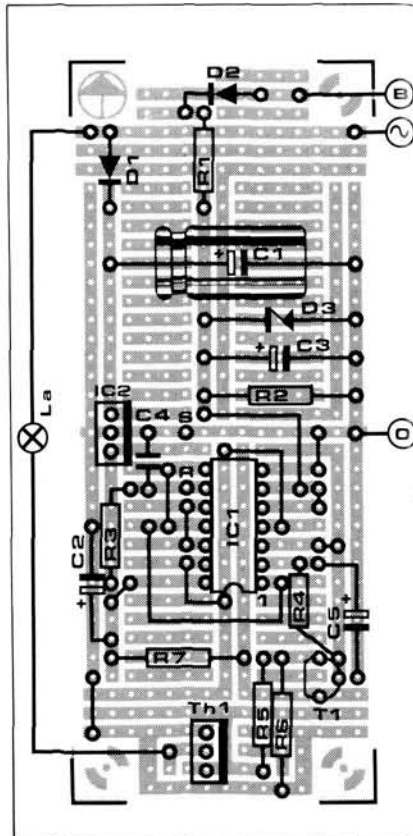 D2
B
D1
R1
C1
+
D3
+
C3
R2
IC2
C4
S
0
La
R
IC1
R3
C2
+
1
R4
C5
+
R7
T1
Th1
R5
R6